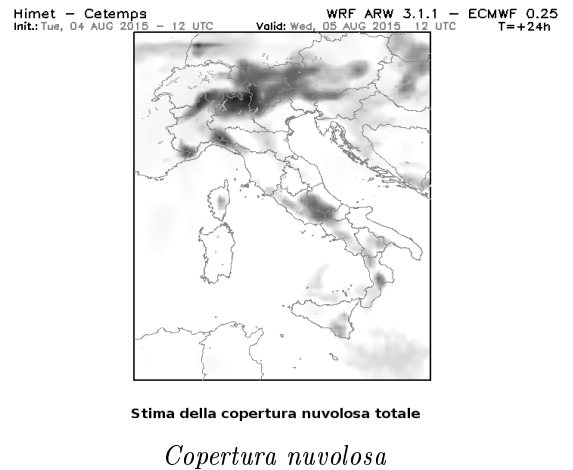 Himet – Cetemps WRF ARW 3.1.1 – ECMWF 0.25
Init.: Tue, 04 AUG 2015 – 12 UTC Valid: Wed, 05 AUG 2015 12 UTC T=+24h
Stima della copertura nuvolosa totale
Copertura nuvolosa